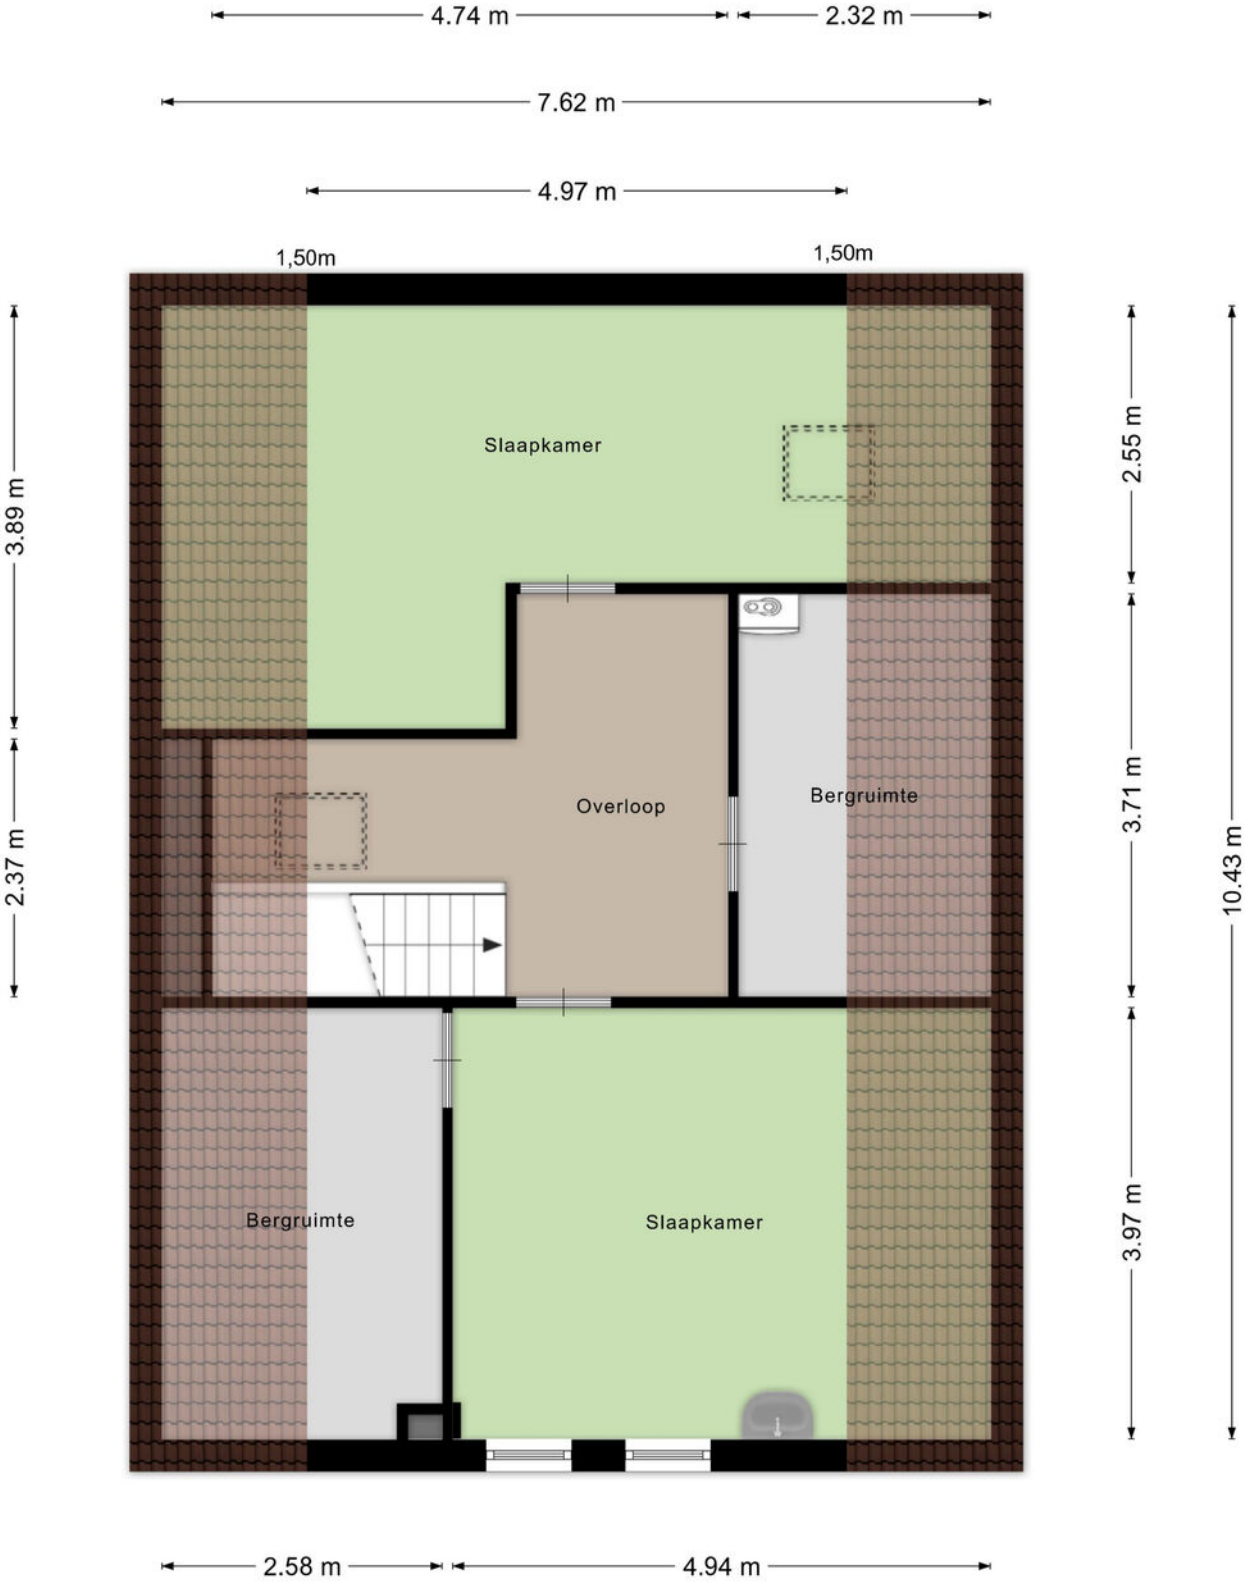 4.74 m
2.32 m
7.62 m
4.97 m
1,50m
1,50m
3.89 m
2.55 m
Slaapkamer
2.37 m
Overloop
Bergruimte
3.71 m
10.43 m
Bergruimte
Slaapkamer
3.97 m
2.58 m
4.94 m